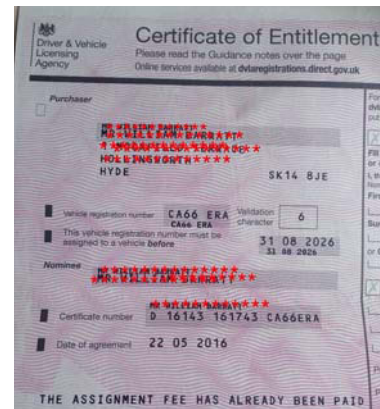 Driver & Vehicle
Licensing
Agency
Certificate of Entitlement
Please read the Guidance notes over the page
Online services available at dvlaregistrations.direct.gov.uk
Purchaser
HOLLINGWORTH
HYDE
SK14 8JE
Vehicle registration number CA66 ERA Validation character 6
CA66 ERA
This vehicle registration number must be
assigned to a vehicle before 31 08 2026
31 08 2026
Nominee
Certificate number D 16143 161743 CA66ERA
Date of agreement 22 05 2016
THE ASSIGNMENT FEE HAS ALREADY BEEN PAID